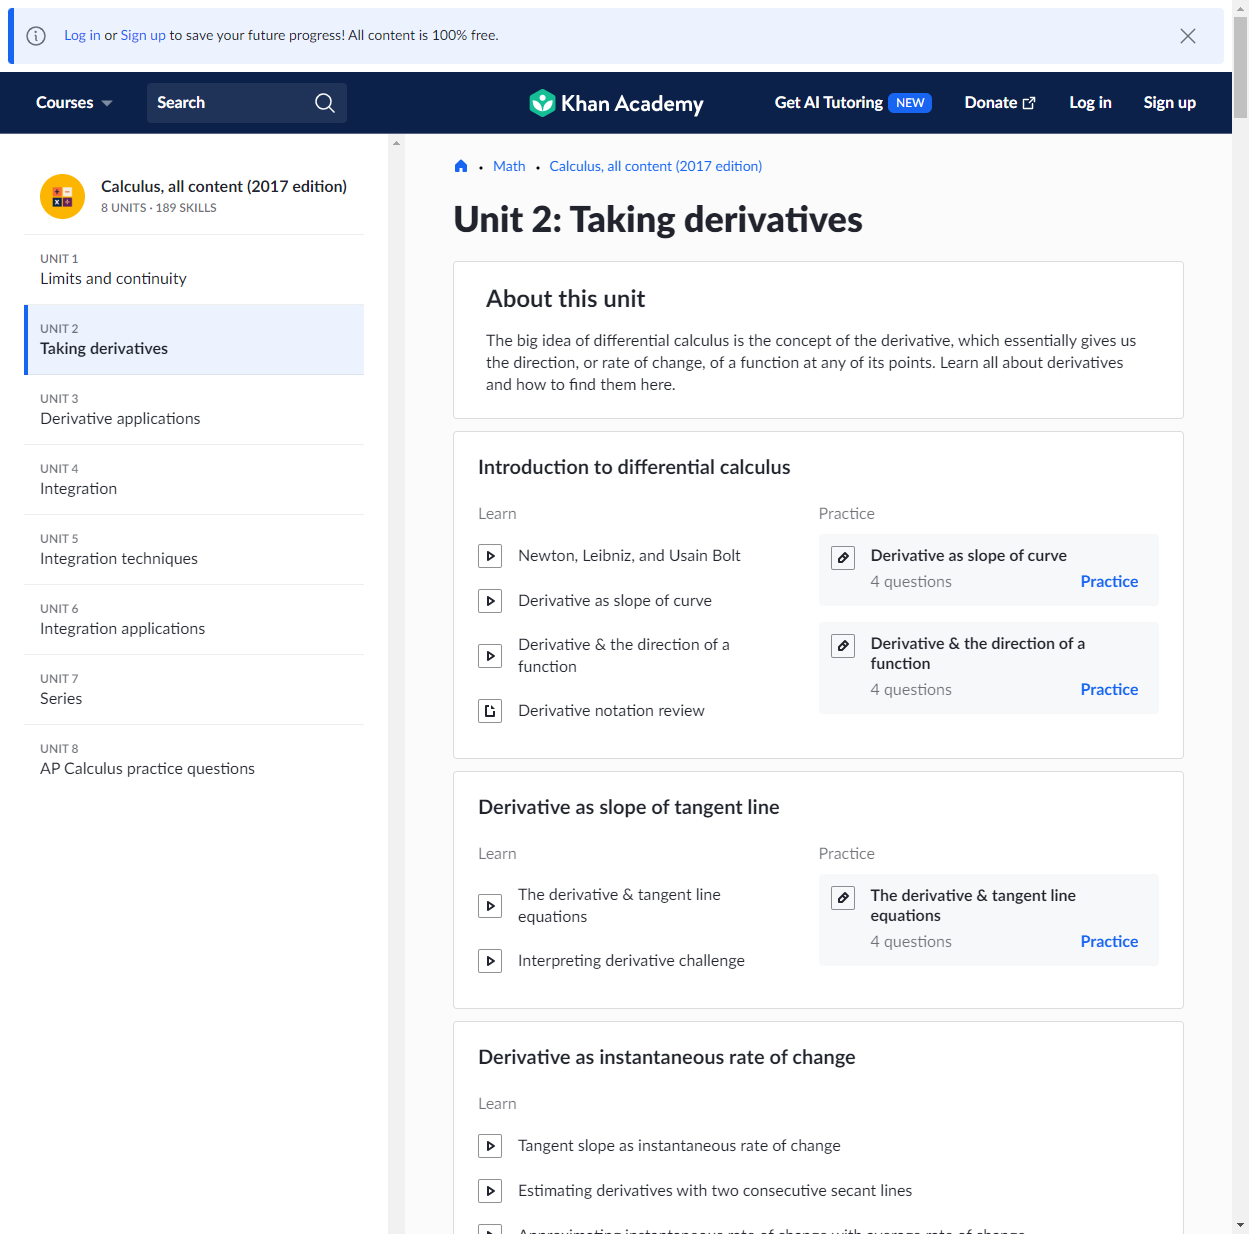 Log in or Sign up to save your future progress! All content is 100% free.
Courses
Search
Khan Academy
Get AI Tutoring NEW
Donate
Log in
Sign up
Calculus, all content (2017 edition)
8 UNITS · 189 SKILLS
UNIT 1
Limits and continuity
UNIT 2
Taking derivatives
UNIT 3
Derivative applications
UNIT 4
Integration
UNIT 5
Integration techniques
UNIT 6
Integration applications
UNIT 7
Series
UNIT 8
AP Calculus practice questions
Math
Calculus, all content (2017 edition)
Unit 2: Taking derivatives
About this unit
The big idea of differential calculus is the concept of the derivative, which essentially gives us
the direction, or rate of change, of a function at any of its points. Learn all about derivatives
and how to find them here.
Introduction to differential calculus
Learn
Newton, Leibniz, and Usain Bolt
Derivative as slope of curve
Derivative & the direction of a
function
Derivative notation review
Practice
Derivative as slope of curve
4 questions
Practice
Derivative & the direction of a
function
4 questions
Practice
Derivative as slope of tangent line
Learn
The derivative & tangent line
equations
Interpreting derivative challenge
Practice
The derivative & tangent line
equations
4 questions
Practice
Derivative as instantaneous rate of change
Learn
Tangent slope as instantaneous rate of change
Estimating derivatives with two consecutive secant lines
Approximating instantaneous rate of change with average rate of change